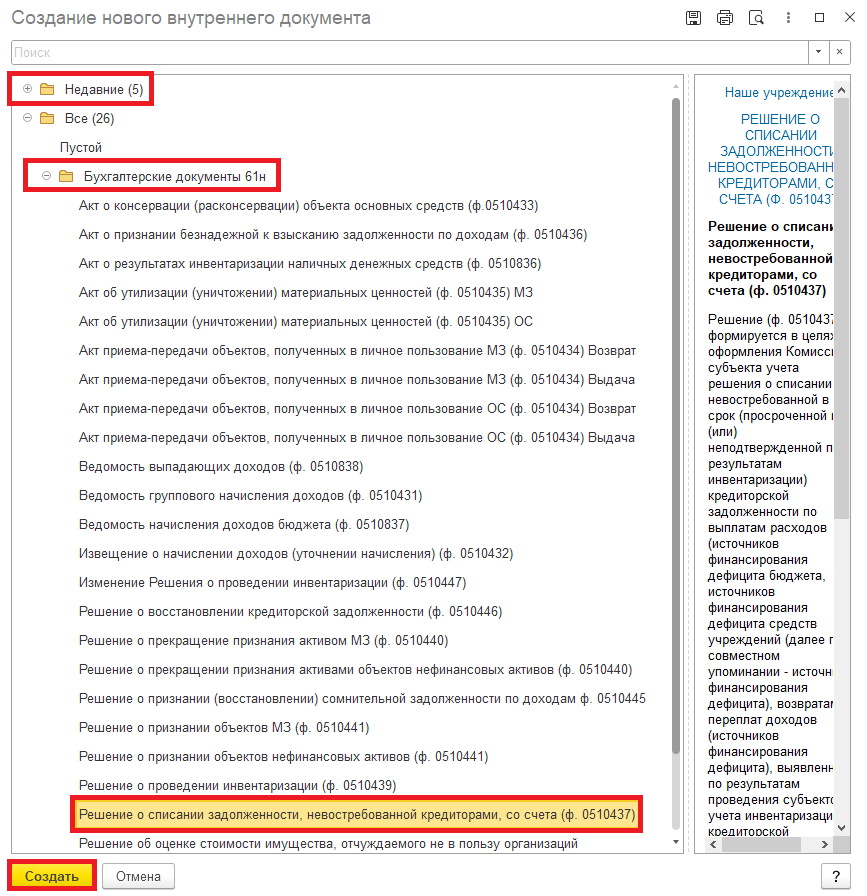 Создание нового внутреннего документа
Поиск
Недавние (5)
Все (26)
Пустой
Бухгалтерские документы 61н
Акт о консервации (расконсервации) объекта основных средств (ф.0510433)
Акт о признании безнадежной к взысканию задолженности по доходам (ф. 0510436)
Акт о результатах инвентаризации наличных денежных средств (ф. 0510836)
Акт об утилизации (уничтожении) материальных ценностей (ф. 0510435) МЗ
Акт об утилизации (уничтожении) материальных ценностей (ф. 0510435) ОС
Акт приема-передачи объектов, полученных в личное пользование МЗ (ф. 0510434) Возврат
Акт приема-передачи объектов, полученных в личное пользование МЗ (ф. 0510434) Выдача
Акт приема-передачи объектов, полученных в личное пользование ОС (ф. 0510434) Возврат
Акт приема-передачи объектов, полученных в личное пользование ОС (ф. 0510434) Выдача
Ведомость выпадающих доходов (ф. 0510838)
Ведомость группового начисления доходов (ф. 0510431)
Ведомость начисления доходов бюджета (ф. 0510837)
Извещение о начислении доходов (уточнении начисления) (ф. 0510432)
Изменение Решения о проведении инвентаризации (ф. 0510447)
Решение о восстановлении кредиторской задолженности (ф. 0510446)
Решение о прекращение признания активом МЗ (ф. 0510440)
Решение о прекращении признания активами объектов нефинансовых активов (ф. 0510440)
Решение о признании (восстановлении) сомнительной задолженности по доходам ф. 0510445
Решение о признании объектов МЗ (ф. 0510441)
Решение о признании объектов нефинансовых активов (ф. 0510441)
Решение о проведении инвентаризации (ф. 0510439)
Решение о списании задолженности, невостребованной кредиторами, со счета (ф. 0510437)
Решение об оценке стоимости имущества, отчуждаемого не в пользу организаций
Наше учреждение
РЕШЕНИЕ О
СПИСАНИИ
ЗАДОЛЖЕННОСТИ
НЕВОСТРЕБОВАНН
КРЕДИТОРАМИ, С
СЧЕТА (Ф. 051043
Решение о списани
задолженности,
невостребованной
кредиторами, со
счета (ф. 0510437)
Решение (ф. 0510437
формируется в целях
оформления Комисси
субъекта учета
решения о списании
невостребованной в
срок (просроченной и
(или)
неподтвержденной п
результатам
инвентаризации)
кредиторской
задолженности по
выплатам расходов
(источников
финансирования
дефицита бюджета,
источников
финансирования
дефицита средств
учреждений (далее п
совместном
упоминании - источн
финансирования
дефицита), возвратам
переплат доходов
(источников
финансирования
дефицита), выявленн
по результатам
проведения субъекто
учета инвентаризаци
кредиторской
Создать
Отмена
?